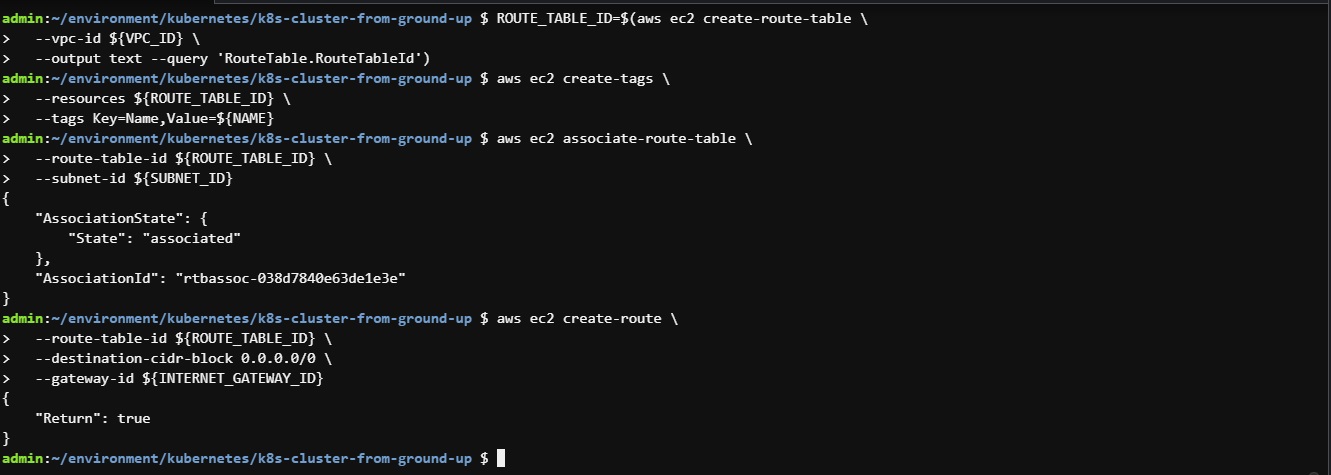 admin:~/environment/kubernetes/k8s-cluster-from-ground-up $ ROUTE_TABLE_ID=$(aws ec2 create-route-table \
>   --vpc-id ${VPC_ID} \
>   --output text --query 'RouteTable.RouteTableId')
admin:~/environment/kubernetes/k8s-cluster-from-ground-up $ aws ec2 create-tags \
>   --resources ${ROUTE_TABLE_ID} \
>   --tags Key=Name,Value=${NAME}
admin:~/environment/kubernetes/k8s-cluster-from-ground-up $ aws ec2 associate-route-table \
>   --route-table-id ${ROUTE_TABLE_ID} \
>   --subnet-id ${SUBNET_ID}
{
    "AssociationState": {
        "State": "associated"
    },
    "AssociationId": "rtbassoc-038d7840e63de1e3e"
}
admin:~/environment/kubernetes/k8s-cluster-from-ground-up $ aws ec2 create-route \
>   --route-table-id ${ROUTE_TABLE_ID} \
>   --destination-cidr-block 0.0.0.0/0 \
>   --gateway-id ${INTERNET_GATEWAY_ID}
{
    "Return": true
}
admin:~/environment/kubernetes/k8s-cluster-from-ground-up $